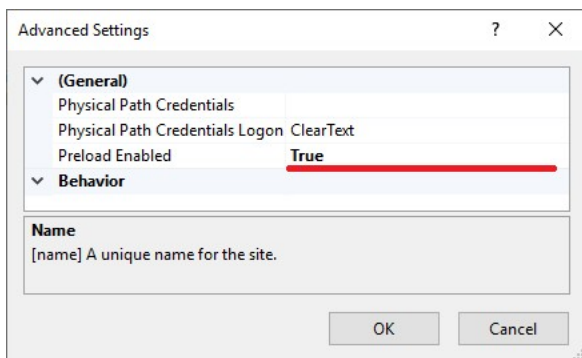 Advanced Settings ?
(General)
Physical Path Credentials
Physical Path Credentials Logon ClearText
Preload Enabled True
Behavior
Name
[name] A unique name for the site.
OK Cancel